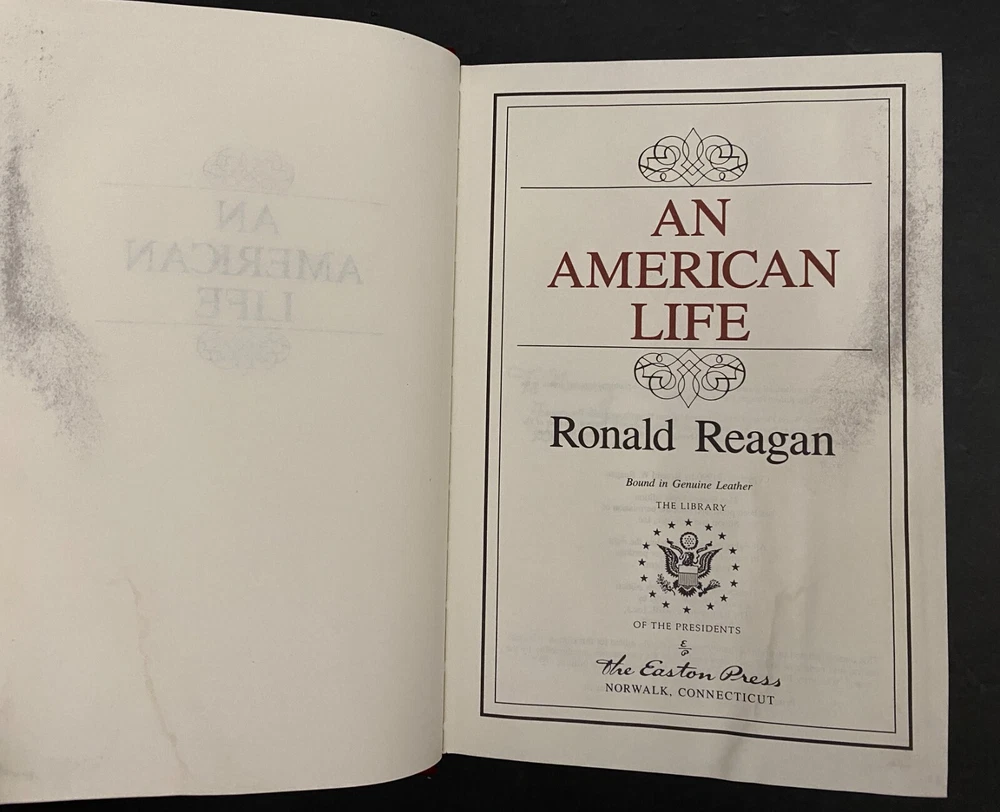 AN
AMERICAN
LIFE
Ronald Reagan
Bound in Genuine Leather
THE LIBRARY
OF THE PRESIDENTS
The Easton Press
NORWALK, CONNECTICUT